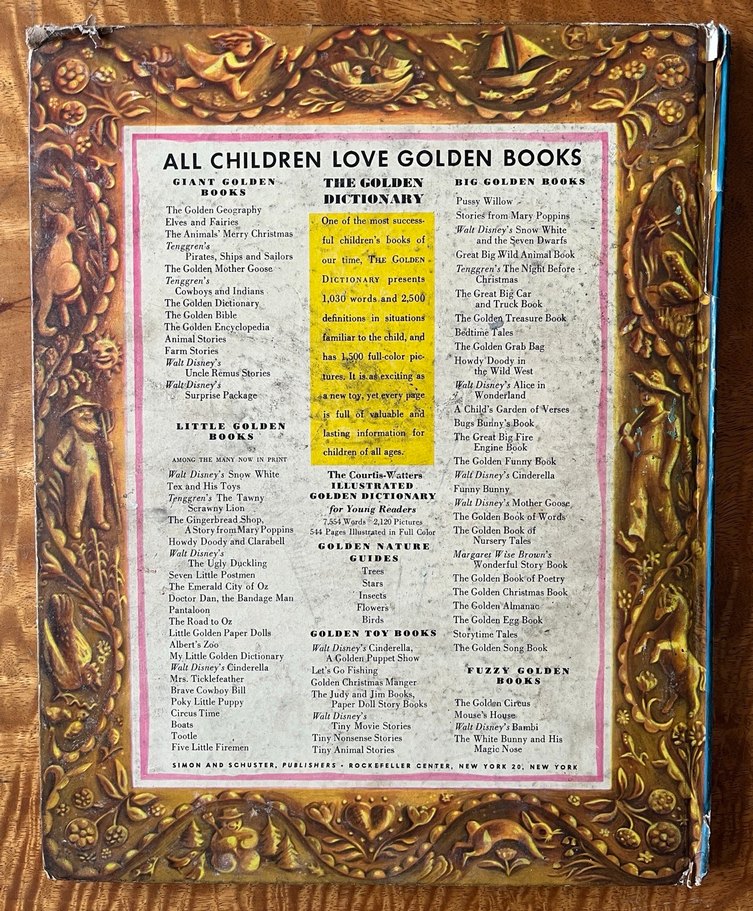 ALL CHILDREN LOVE GOLDEN BOOKS
GIANT GOLDEN
BOOKS
The Golden Geography
Elves and Fairies
The Animals' Merry Christmas
Tenggren's
Pirates, Ships and Sailors
The Golden Mother Goose
Tenggren's
Cowboys and Indians
The Golden Dictionary
The Golden Bible
The Golden Encyclopedia
Animal Stories
Farm Stories
Walt Disney's
Uncle Remus Stories
Walt Disney's
Surprise Package
LITTLE GOLDEN
BOOKS
AMONG THE MANY NOW IN PRINT
Walt Disney's Snow White
Tex and His Toys
Tenggren's The Tawny
Scrawny Lion
The Gingerbread Shop,
A Story from Mary Poppins
Howdy Doody and Clarabell
Walt Disney's
The Ugly Duckling
Seven Little Postmen
The Emerald City of Oz
Doctor Dan, the Bandage Man
Pantaloon
The Road to Oz
Little Golden Paper Dolls
Albert's Zoo
My Little Golden Dictionary
Walt Disney's Cinderella
Mrs. Ticklefeather
Brave Cowboy Bill
Poky Little Puppy
Circus Time
Boats
Tootle
Five Little Firemen
THE GOLDEN
DICTIONARY
One of the most success-
ful children's books of
our time, THE GOLDEN
DICTIONARY presents
1,030 words and 2,500
definitions in situations
familiar to the child, and
has 1,500 full-color pic-
tures. It is as exciting as
a new toy, yet every page
is full of valuable and
lasting information for
children of all ages.
The Courtis-Watters
ILLUSTRATED
GOLDEN DICTIONARY
for Young Readers
7,554 Words 2,120 Pictures
544 Pages Illustrated in Full Color
GOLDEN NATURE
GUIDES
Trees
Stars
Insects
Flowers
Birds
GOLDEN TOY BOOKS
Walt Disney's Cinderella,
A Golden Puppet Show
Let's Go Fishing
Golden Christmas Manger
The Judy and Jim Books,
Paper Doll Story Books
Walt Disney's
Tiny Movie Stories
Tiny Nonsense Stories
Tiny Animal Stories
BIG GOLDEN BOOKS
Pussy Willow
Stories from Mary Poppins
Walt Disney's Snow White
and the Seven Dwarfs
Great Big Wild Animal Book
Tenggren's The Night Before
Christmas
The Great Big Car
and Truck Book
The Golden Treasure Book
Bedtime Tales
The Golden Grab Bag
Howdy Doody in
the Wild West
Walt Disney's Alice in
Wonderland
A Child's Garden of Verses
Bugs Bunny's Book
The Great Big Fire
Engine Book
The Golden Funny Book
Walt Disney's Cinderella
Funny Bunny
Walt Disney's Mother Goose
The Golden Book of Words
The Golden Book of
Nursery Tales
Margaret Wise Brown's
Wonderful Story Book
The Golden Book of Poetry
The Golden Christmas Book
The Golden Almanac
The Golden Egg Book
Storytime Tales
The Golden Song Book
FUZZY GOLDEN
BOOKS
The Golden Circus
Mouse's House
Walt Disney's Bambi
The White Bunny and His
Magic Nose
SIMON AND SCHUSTER, PUBLISHERS · ROCKEFELLER CENTER, NEW YORK 20, NEW YORK